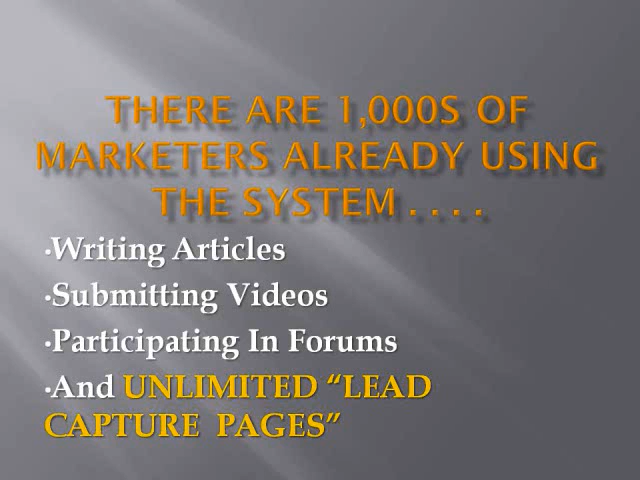 THERE ARE 1,000S OF
MARKETERS ALREADY USING
THE SYSTEM . . . .
•Writing Articles
•Submitting Videos
•Participating In Forums
•And UNLIMITED “LEAD
CAPTURE PAGES”